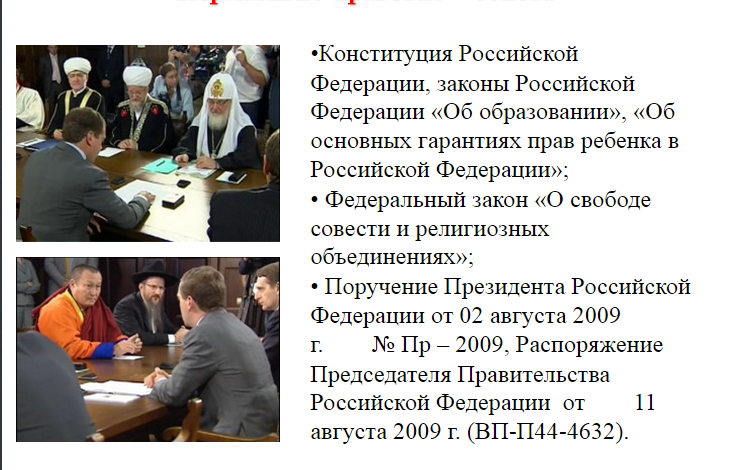 •Конституция Российской
Федерации, законы Российской
Федерации «Об образовании», «Об
основных гарантиях прав ребенка в
Российской Федерации»;
• Федеральный закон «О свободе
совести и религиозных
объединениях»;
• Поручение Президента Российской
Федерации от 02 августа 2009
г. № Пр – 2009, Распоряжение
Председателя Правительства
Российской Федерации от 11
августа 2009 г. (ВП-П44-4632).